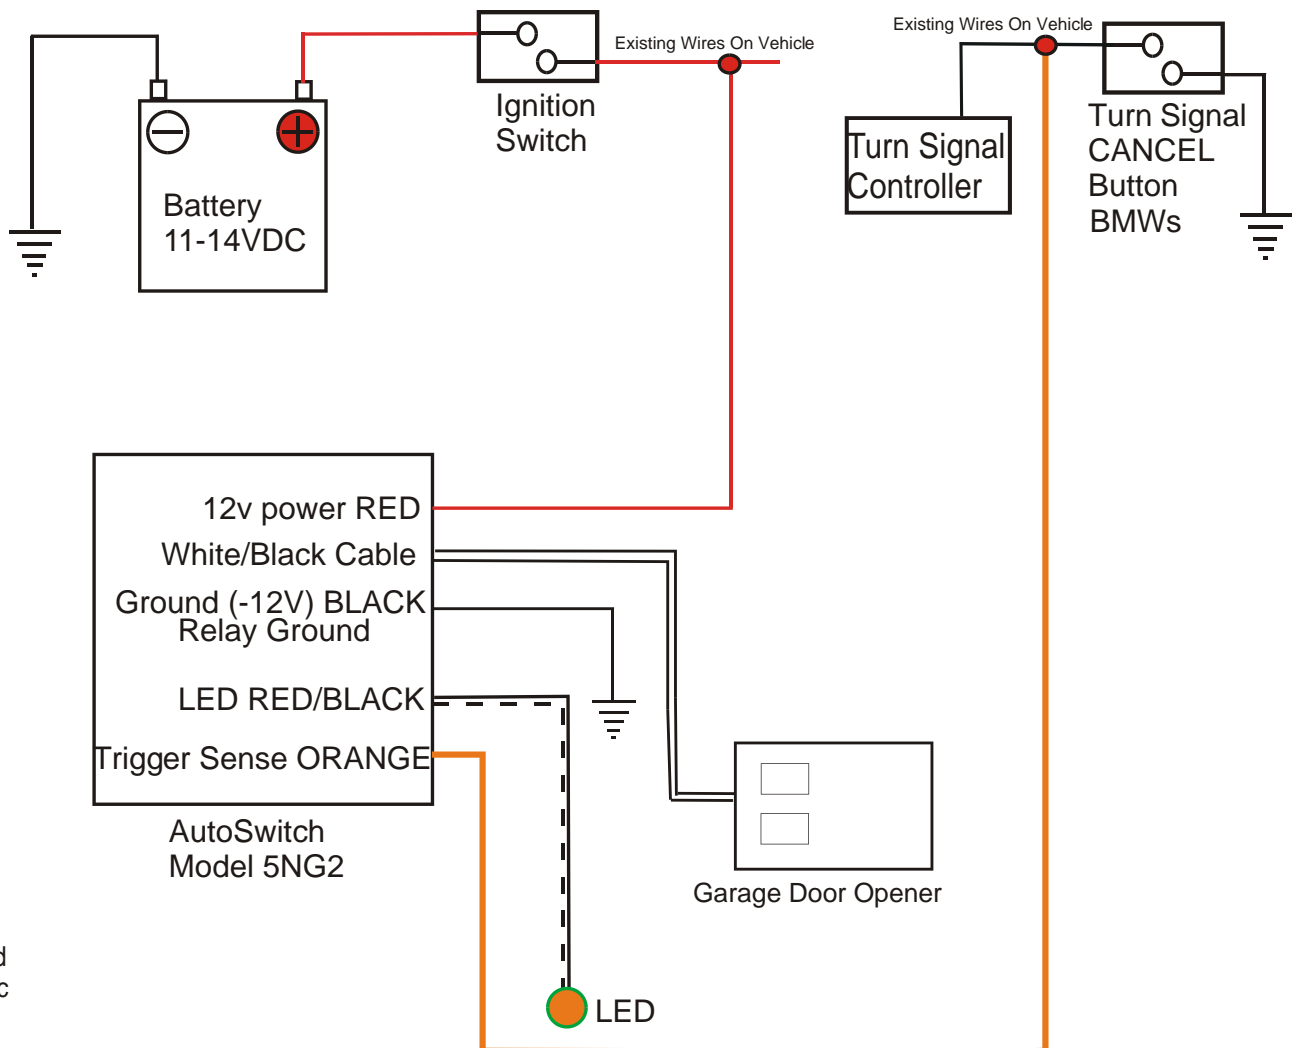 Existing Wires On Vehicle
Existing Wires On Vehicle
Ignition
Switch
Turn Signal
CANCEL
Button
BMWs
Turn Signal
Controller
Battery
11-14VDC
12v power RED
White/Black Cable
Ground (-12V) BLACK
Relay Ground
LED RED/BLACK
Trigger Sense ORANGE
AutoSwitch
Model 5NG2
Garage Door Opener
LED